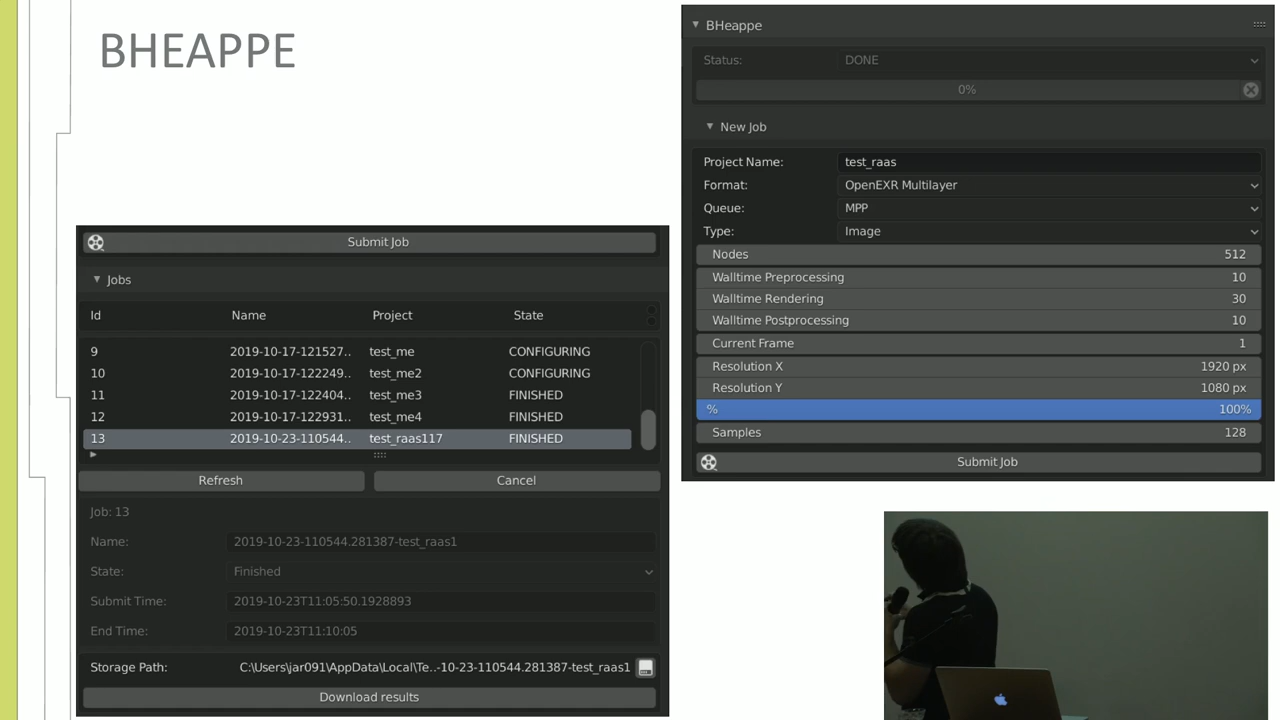 BHEAPPE
Submit Job
Jobs
Id Name Project State
9 2019-10-17-121527.. test_me CONFIGURING
10 2019-10-17-122249.. test_me2 CONFIGURING
11 2019-10-17-122404.. test_me3 FINISHED
12 2019-10-17-122931.. test_me4 FINISHED
13 2019-10-23-110544.. test_raas117 FINISHED
Refresh Cancel
Job: 13
Name: 2019-10-23-110544.281387-test_raas1
State: Finished
Submit Time: 2019-10-23T11:05:50.1928893
End Time: 2019-10-23T11:10:05
Storage Path: C:\Users\jar091\AppData\Local\Te..-10-23-110544.281387-test_raas1
Download results
BHeappe
Status: DONE
0%
New Job
Project Name: test_raas
Format: OpenEXR Multilayer
Queue: MPP
Type: Image
Nodes 512
Walltime Preprocessing 10
Walltime Rendering 30
Walltime Postprocessing 10
Current Frame 1
Resolution X 1920 px
Resolution Y 1080 px
% 100%
Samples 128
Submit Job